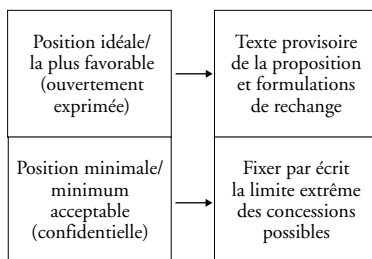 Position idéale/
la plus favorable
(ouvertement
exprimée)
Texte provisoire
de la proposition
et formulations
de rechange
Position minimale/
minimum
acceptable
(confidentielle)
Fixer par écrit
la limite extrême
des concessions
possibles